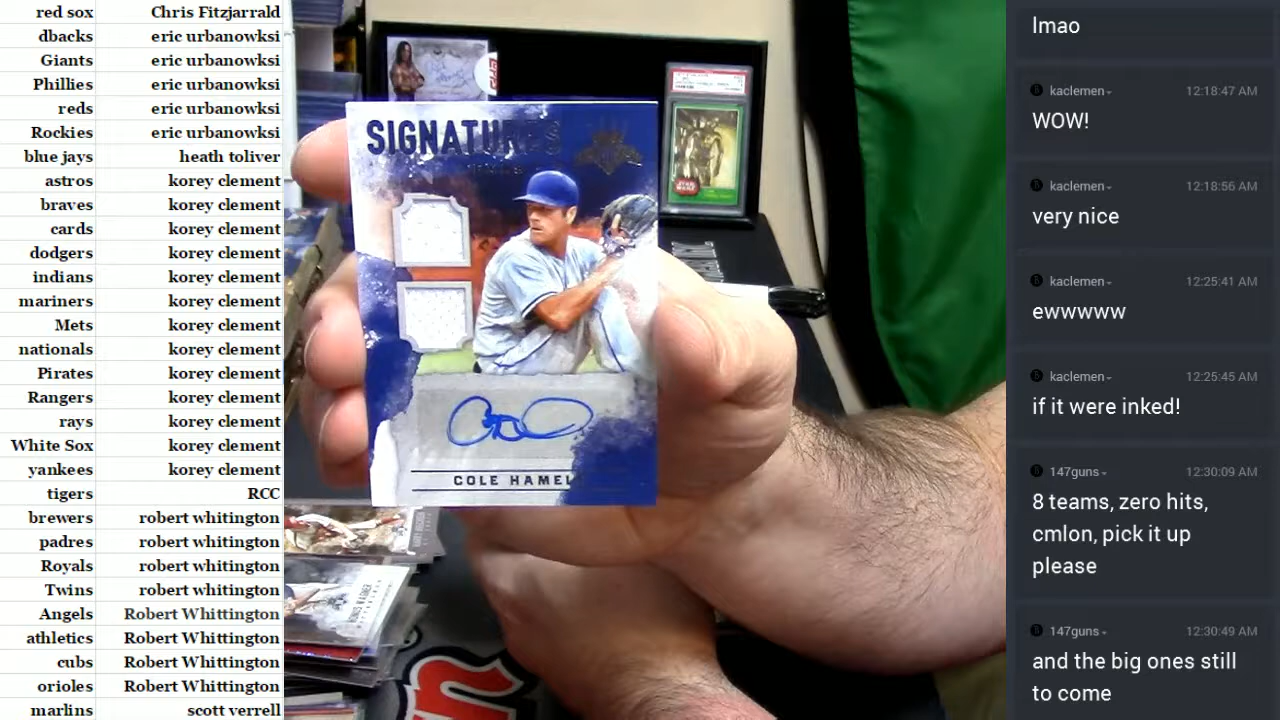 red sox Chris Fitzjarrald
dbacks eric urbanowksi
Giants eric urbanowksi
Phillies eric urbanowksi
reds eric urbanowksi
Rockies eric urbanowksi
blue jays heath toliver
astros korey clement
braves korey clement
cards korey clement
dodgers korey clement
indians korey clement
mariners korey clement
Mets korey clement
nationals korey clement
Pirates korey clement
Rangers korey clement
rays korey clement
White Sox korey clement
yankees korey clement
tigers RCC
brewers robert whitington
padres robert whitington
Royals robert whitington
Twins robert whitington
Angels Robert Whittington
athletics Robert Whittington
cubs Robert Whittington
orioles Robert Whittington
marlins scott verrell
SIGNATURES
COLE HAMEL
STAR WARS
lmao
kaclemen 12:18:47 AM
WOW!
kaclemen 12:18:56 AM
very nice
kaclemen 12:25:41 AM
ewwwww
kaclemen 12:25:45 AM
if it were inked!
147guns 12:30:09 AM
8 teams, zero hits,
cmlon, pick it up
please
147guns 12:30:49 AM
and the big ones still
to come